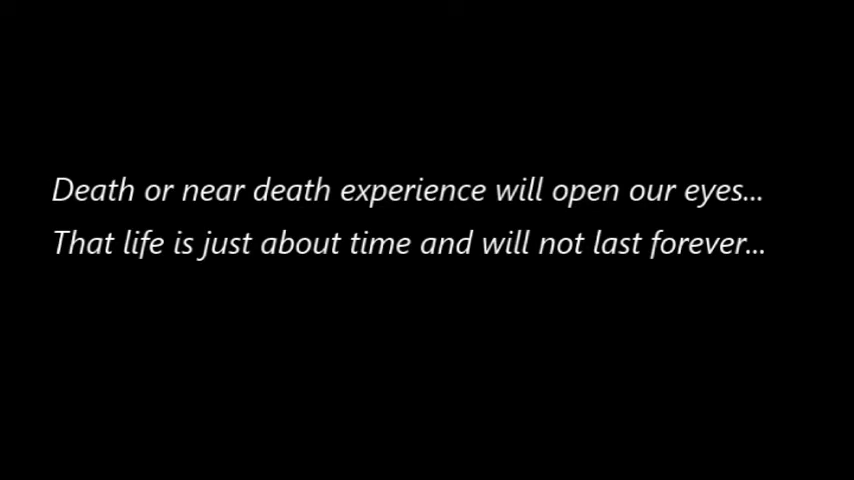 Death or near death experience will open our eyes...
That life is just about time and will not last forever...